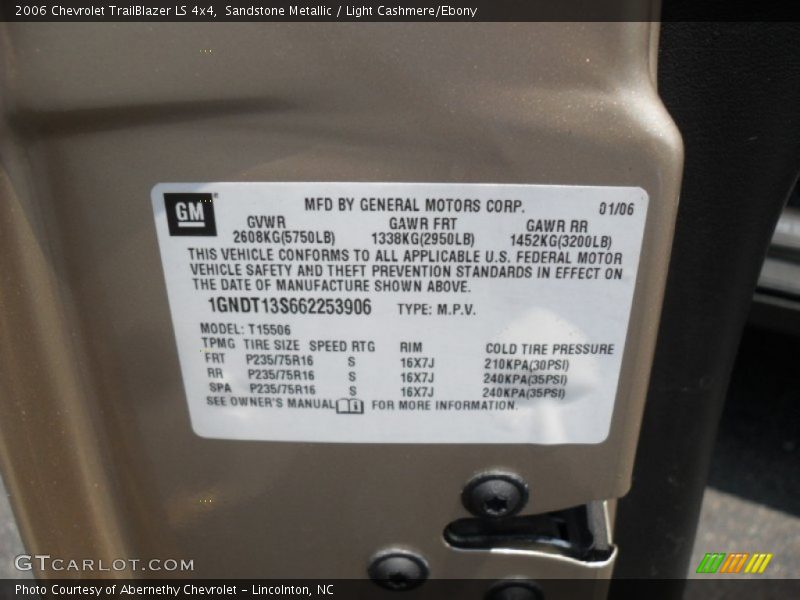 2006 Chevrolet TrailBlazer LS 4x4,  Sandstone Metallic / Light Cashmere/Ebony
GM
MFD BY GENERAL MOTORS CORP. 01/06
GVWR GAWR FRT GAWR RR
2608KG(5750LB) 1338KG(2950LB) 1452KG(3200LB)
THIS VEHICLE CONFORMS TO ALL APPLICABLE U.S. FEDERAL MOTOR
VEHICLE SAFETY AND THEFT PREVENTION STANDARDS IN EFFECT ON
THE DATE OF MANUFACTURE SHOWN ABOVE.
1GNDT13S662253906 TYPE: M.P.V.
MODEL: T15506
TPMG TIRE SIZE SPEED RTG RIM COLD TIRE PRESSURE
FRT P235/75R16 S 16X7J 210KPA(30PSI)
RR P235/75R16 S 16X7J 240KPA(35PSI)
SPA P235/75R16 S 16X7J 240KPA(35PSI)
SEE OWNER'S MANUAL FOR MORE INFORMATION.
GTCARLOT.COM
Photo Courtesy of Abernethy Chevrolet - Lincolnton, NC